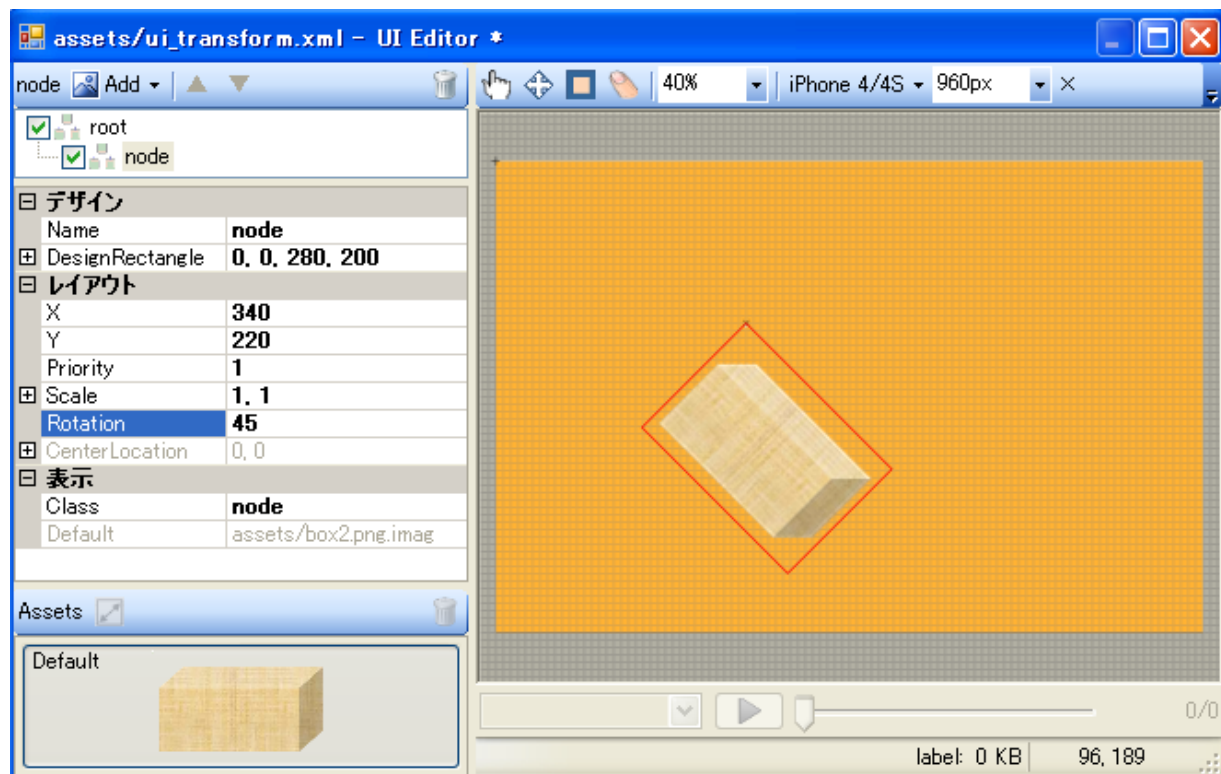 assets/ui_transform.xml - UI Editor *
node Add
40% iPhone 4/4S 960px
root
node
デザイン
Name node
DesignRectangle 0, 0, 280, 200
レイアウト
X 340
Y 220
Priority 1
Scale 1, 1
Rotation 45
CenterLocation 0, 0
表示
Class node
Default assets/box2.png.imag
Assets
Default
0/0
label: 0 KB 96, 189